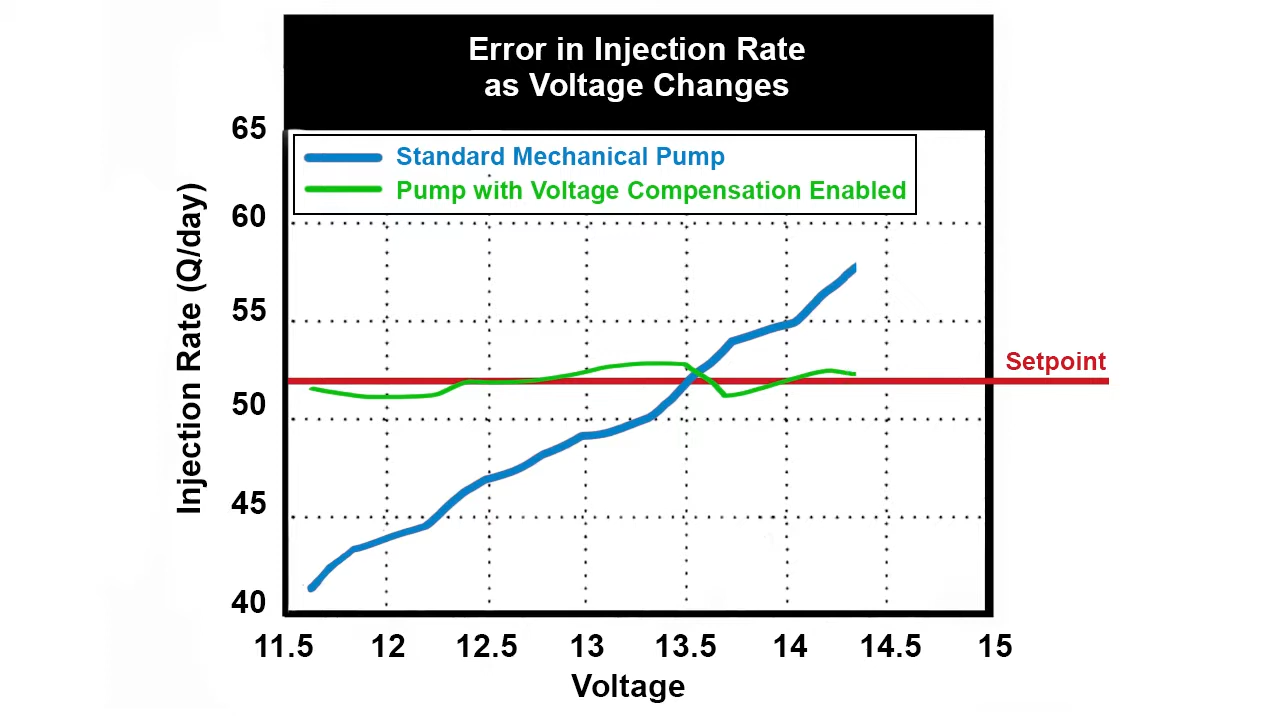 Error in Injection Rate
as Voltage Changes
Standard Mechanical Pump
Pump with Voltage Compensation Enabled
Injection Rate (Q/day)
65
60
55
50
45
40
Setpoint
11.5 12 12.5 13 13.5 14 14.5 15
Voltage